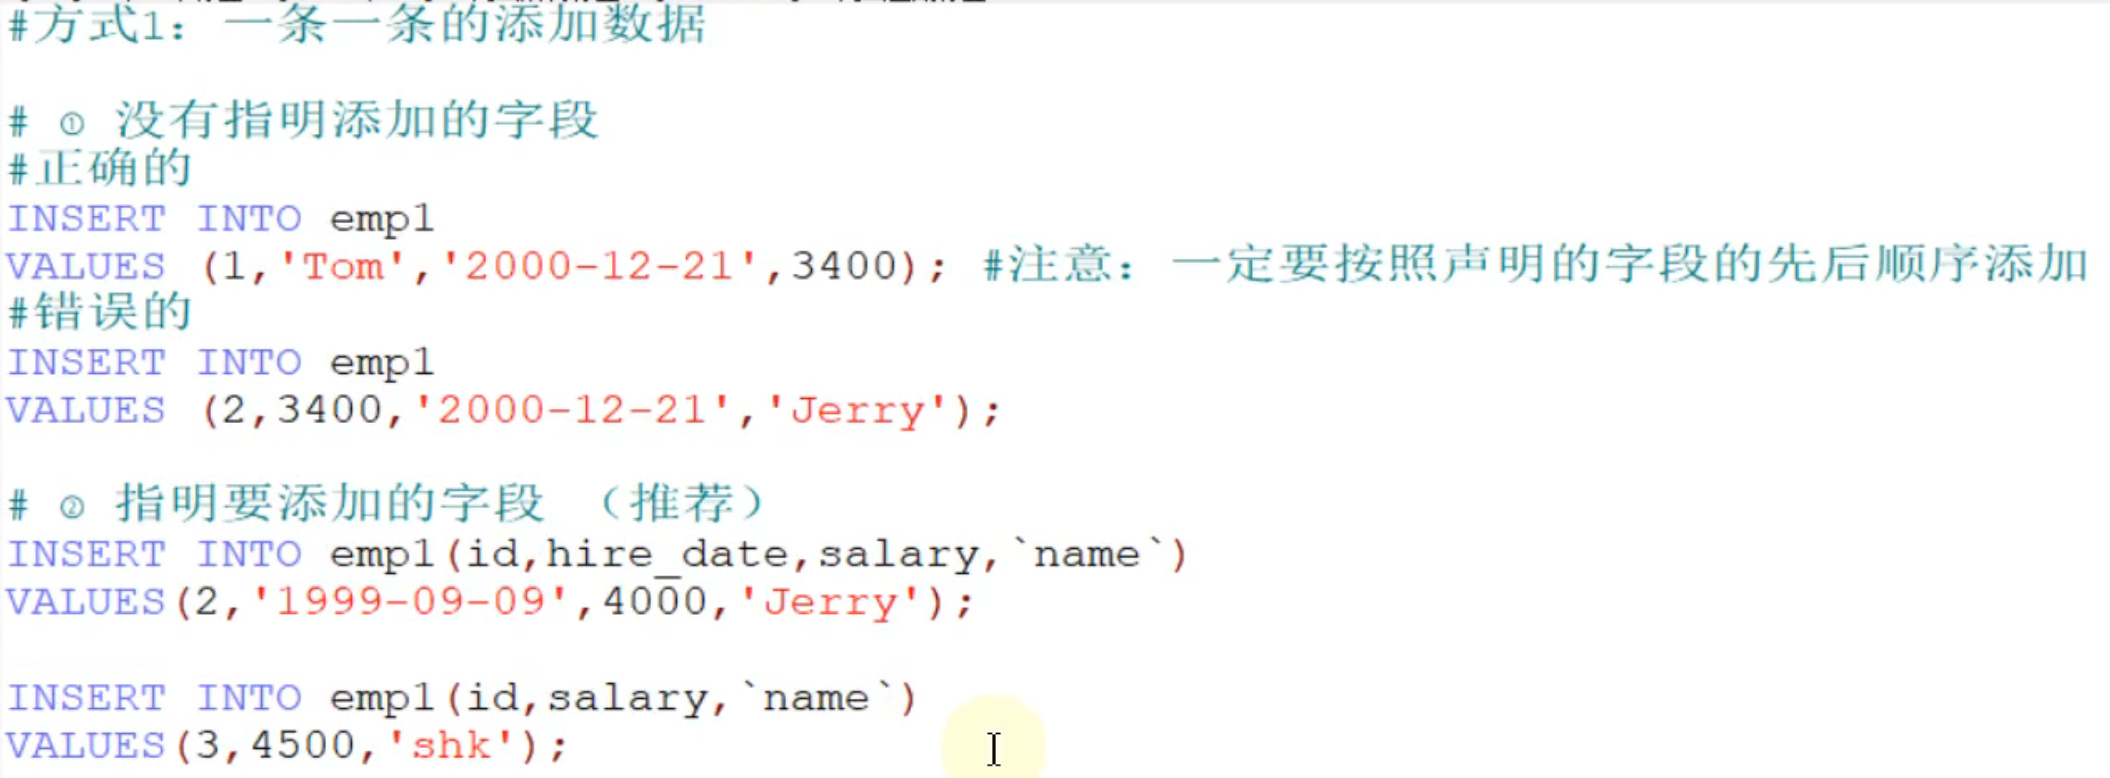 #方式1：一条一条的添加数据
# ① 没有指明添加的字段
#正确的
INSERT INTO emp1
VALUES (1,'Tom','2000-12-21',3400); #注意：一定要按照声明的字段的先后顺序添加
#错误的
INSERT INTO emp1
VALUES (2,3400,'2000-12-21','Jerry');
# ② 指明要添加的字段 （推荐）
INSERT INTO emp1(id,hire_date,salary,`name`)
VALUES(2,'1999-09-09',4000,'Jerry');
INSERT INTO emp1(id,salary,`name`)
VALUES(3,4500,'shk');